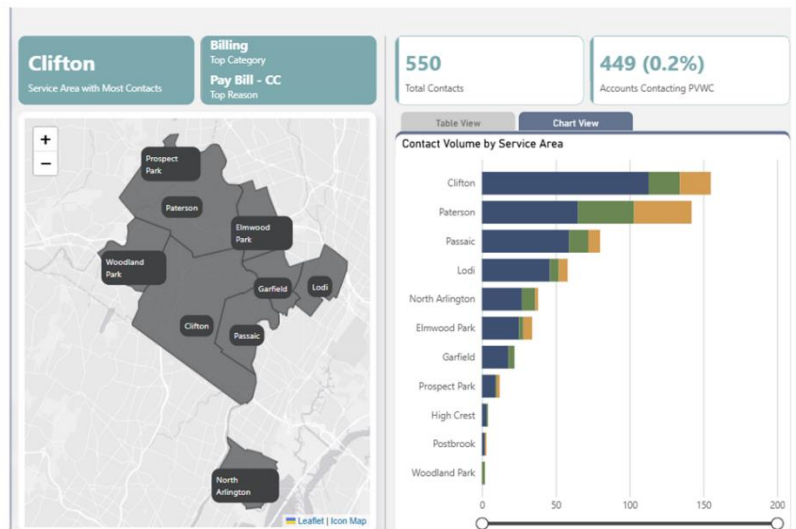 Clifton
Service Area with Most Contacts
Billing
Top Category
Pay Bill - CC
Top Reason
550
Total Contacts
449 (0.2%)
Accounts Contacting PVWC
Table View
Chart View
Contact Volume by Service Area
+
−
Prospect
Park
Paterson
Elmwood
Park
Woodland
Park
Garfield
Lodi
Clifton
Passaic
North
Arlington
Leaflet | Icon Map
Clifton
Paterson
Passaic
Lodi
North Arlington
Elmwood Park
Garfield
Prospect Park
High Crest
Postbrook
Woodland Park
0 50 100 150 200